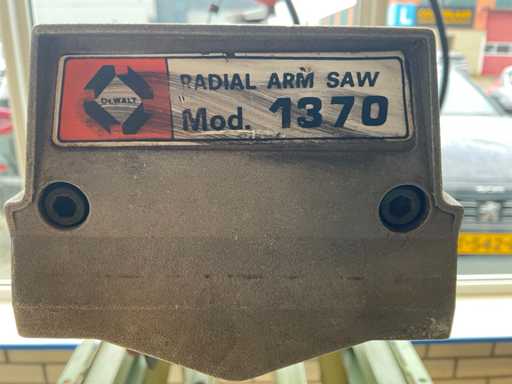 DEWALT
RADIAL ARM SAW
Mod. 1370
L